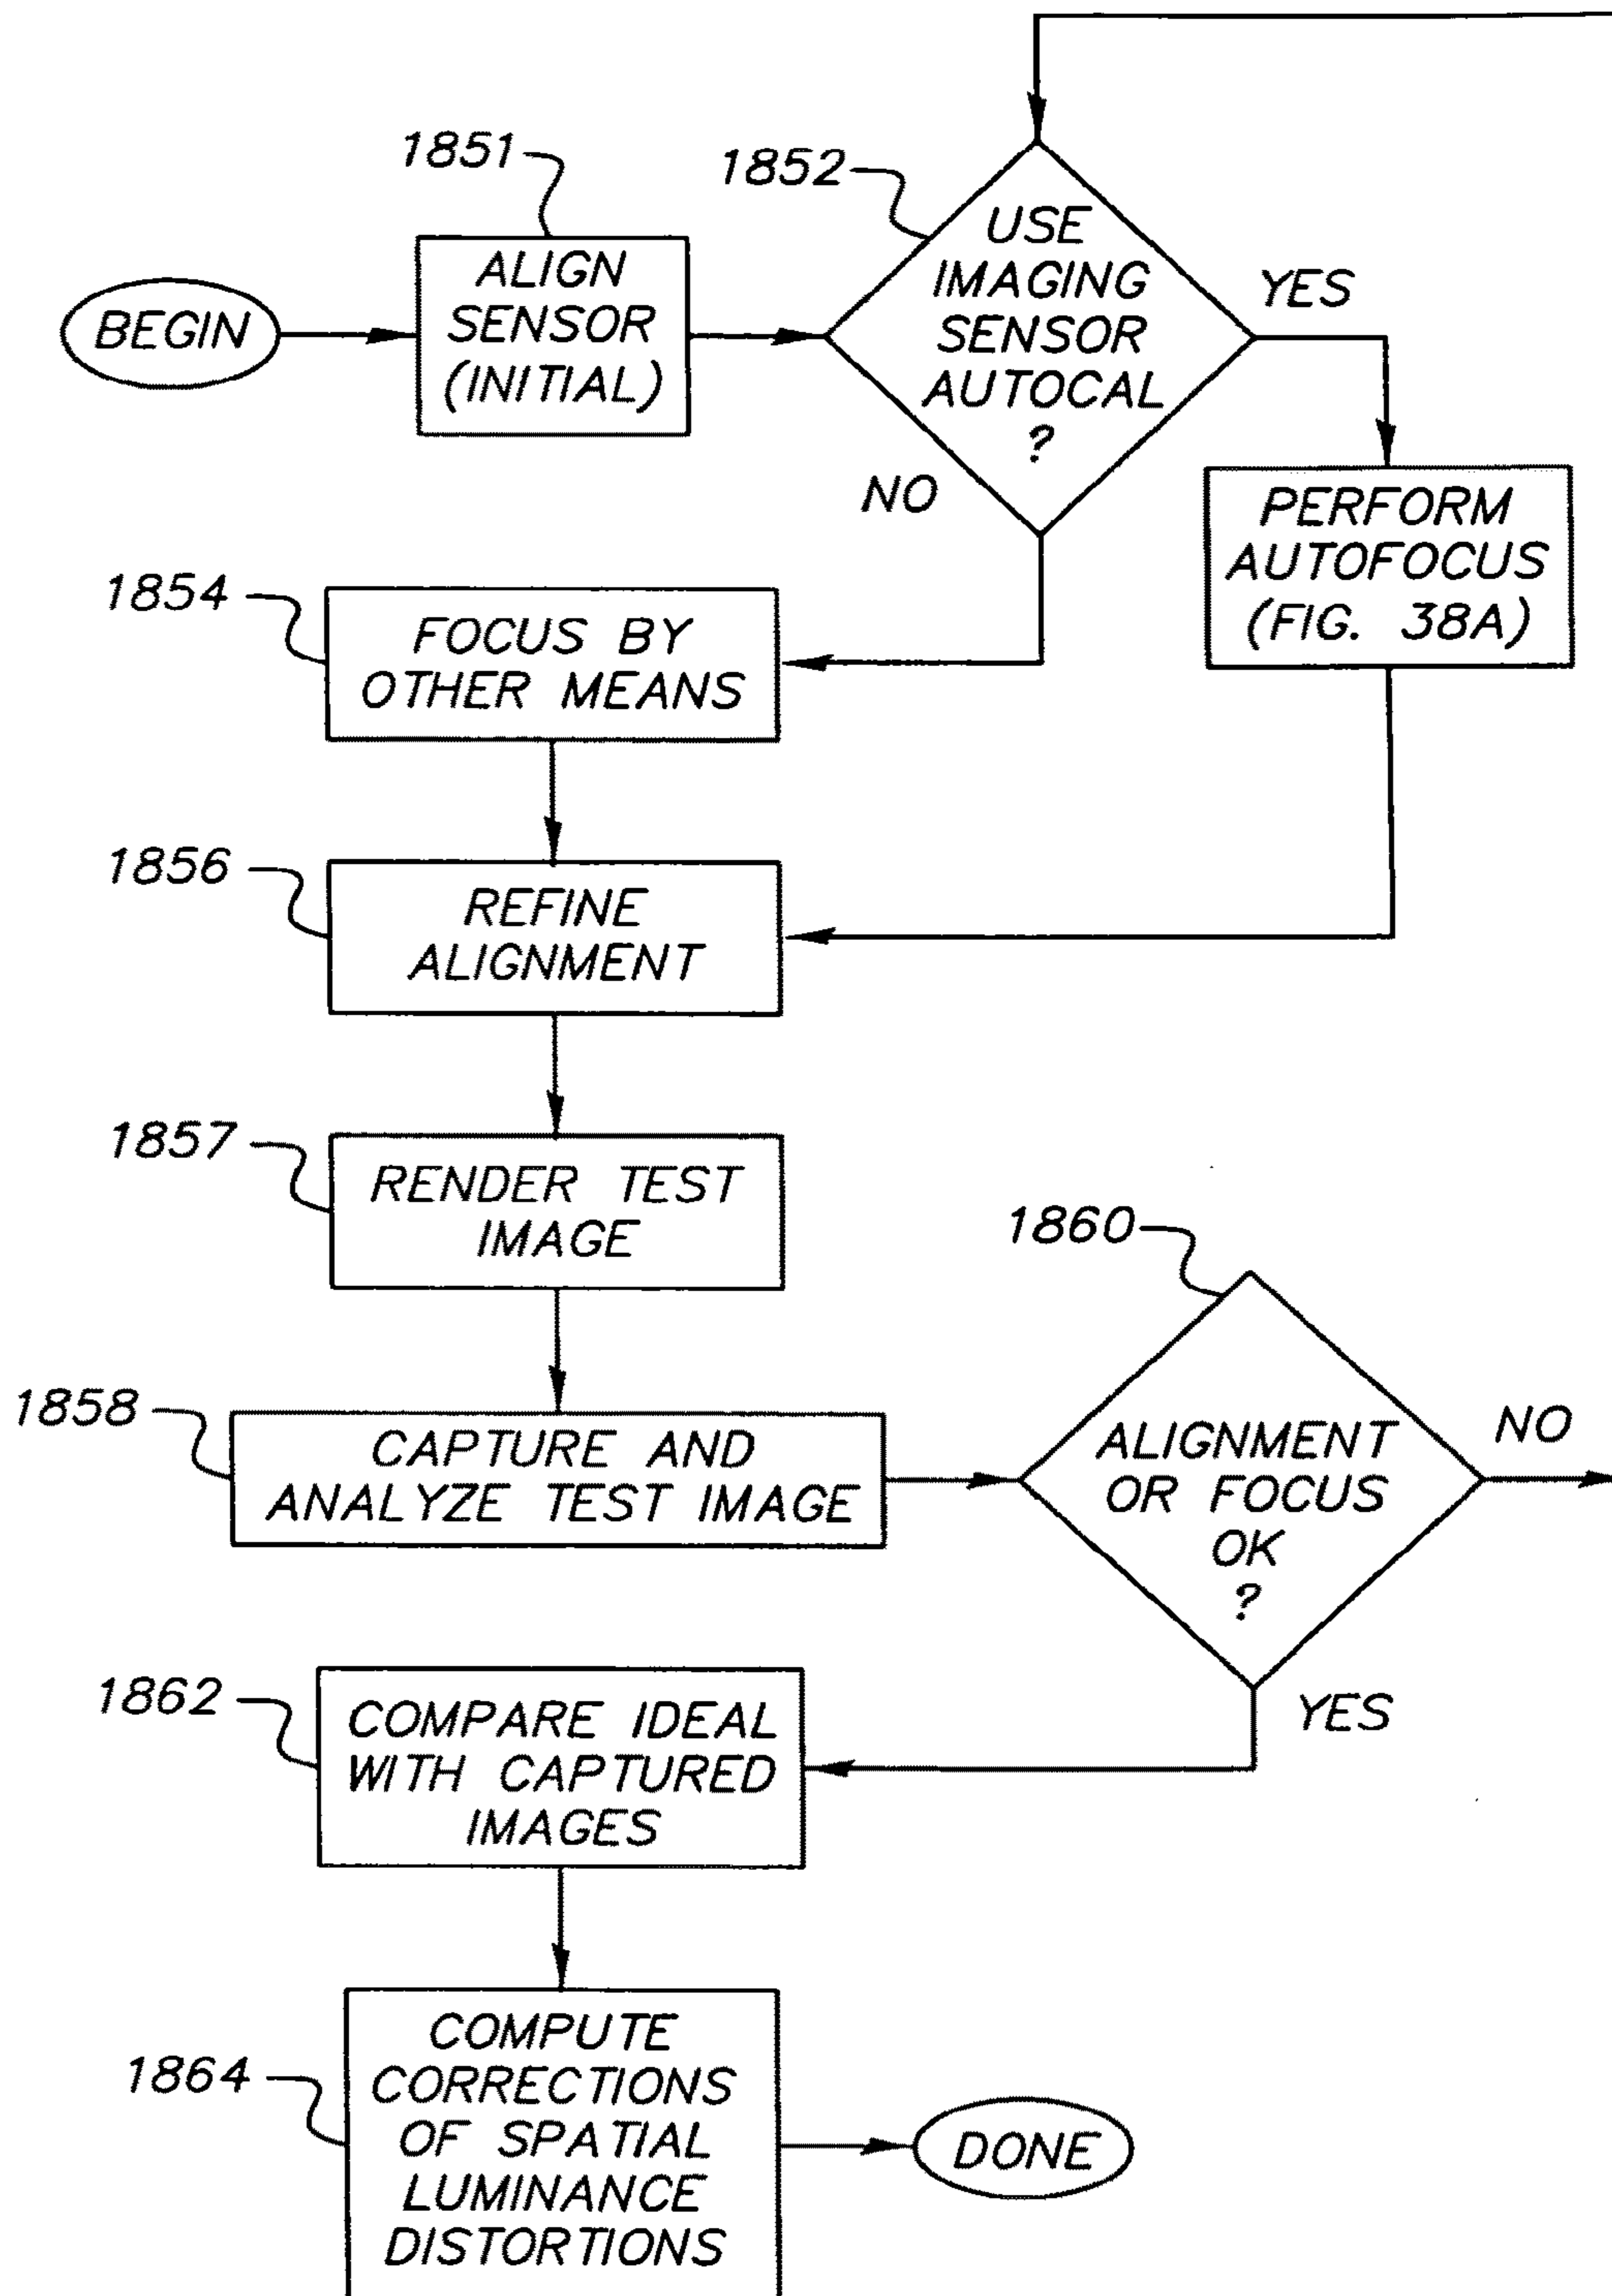 1851
1852
BEGIN
ALIGN
SENSOR
(INITIAL)
USE
IMAGING
SENSOR
AUTOCAL
?
YES
NO
PERFORM
AUTOFOCUS
(FIG. 38A)
1854
FOCUS BY
OTHER MEANS
1856
REFINE
ALIGNMENT
1857
RENDER TEST
IMAGE
1858
CAPTURE AND
ANALYZE TEST IMAGE
1860
ALIGNMENT
OR FOCUS
OK
?
NO
YES
1862
COMPARE IDEAL
WITH CAPTURED
IMAGES
1864
COMPUTE
CORRECTIONS
OF SPATIAL
LUMINANCE
DISTORTIONS
DONE